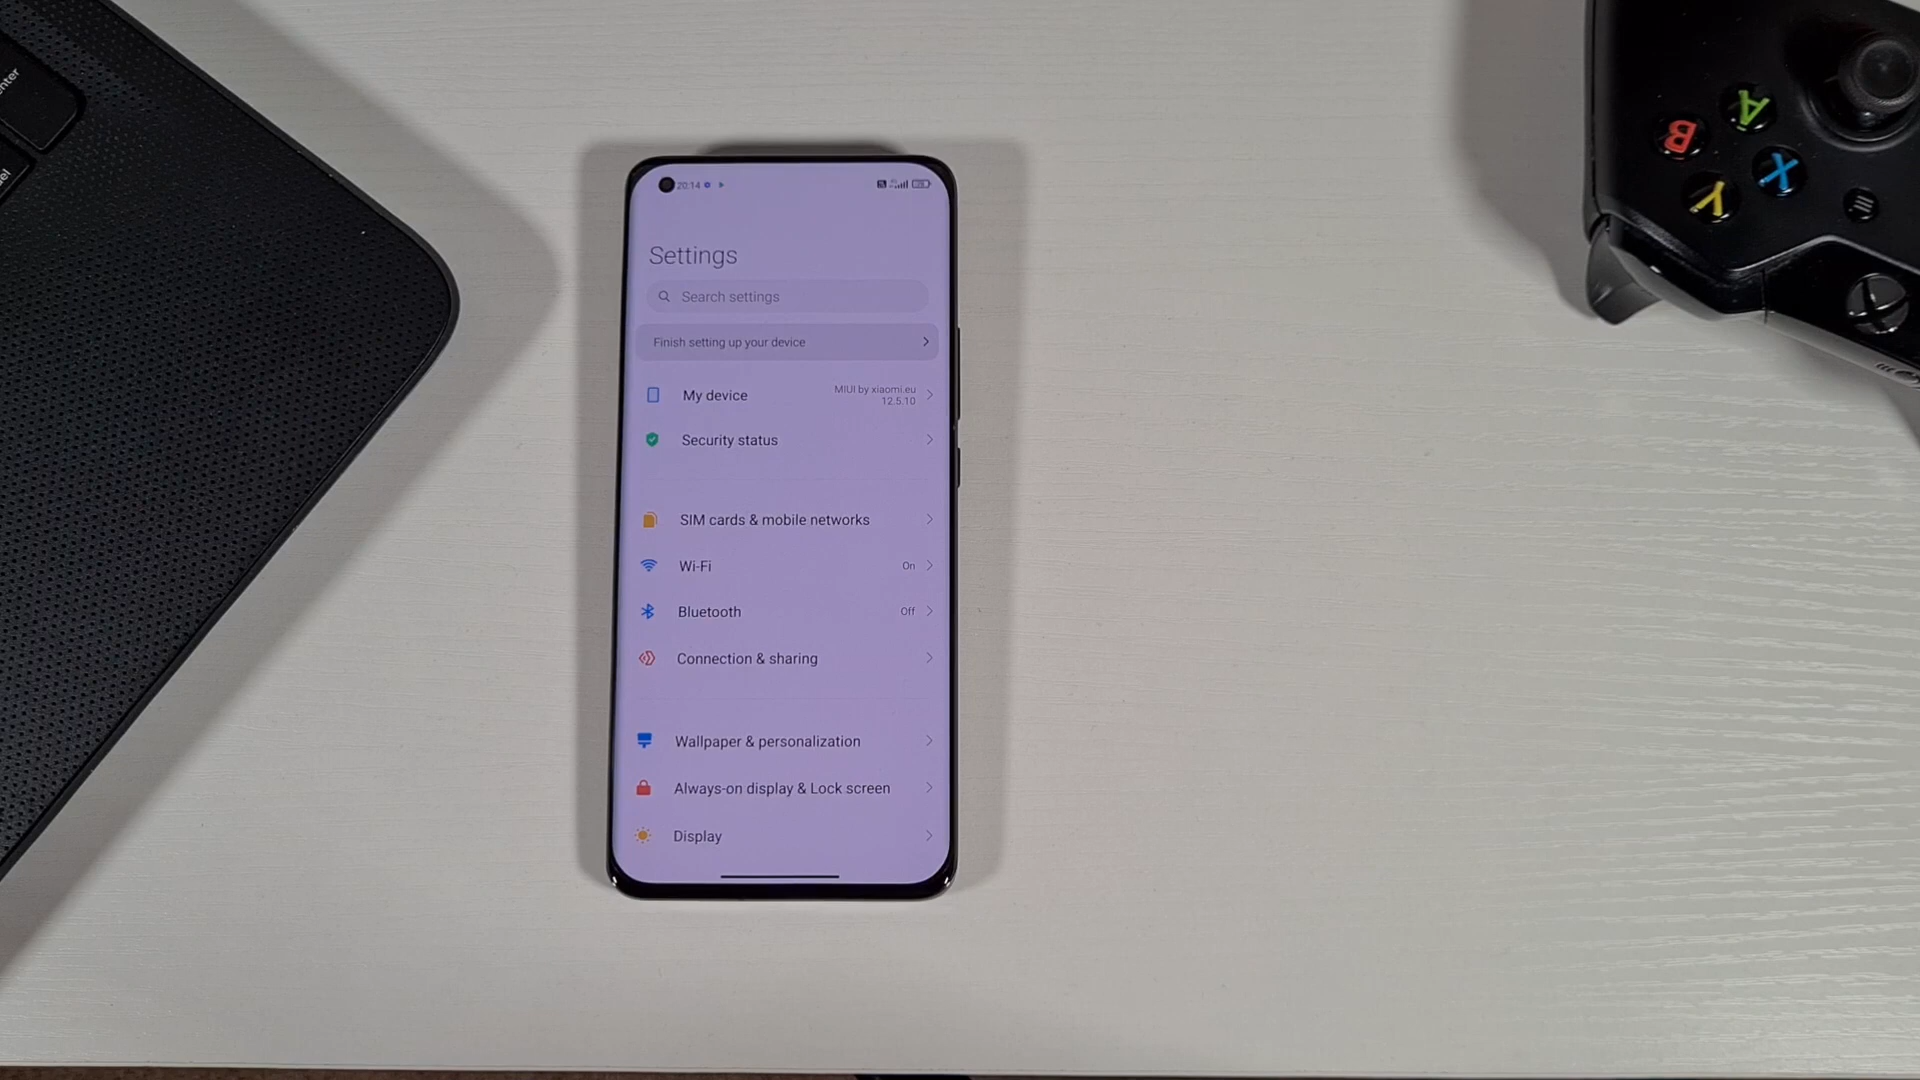 enter
20:14
Settings
Search settings
Finish setting up your device
My device
MIUI by xiaomi.eu
12.5.10
Security status
SIM cards & mobile networks
Wi-Fi On
Bluetooth Off
Connection & sharing
Wallpaper & personalization
Always-on display & Lock screen
Display
A
B
X
Y